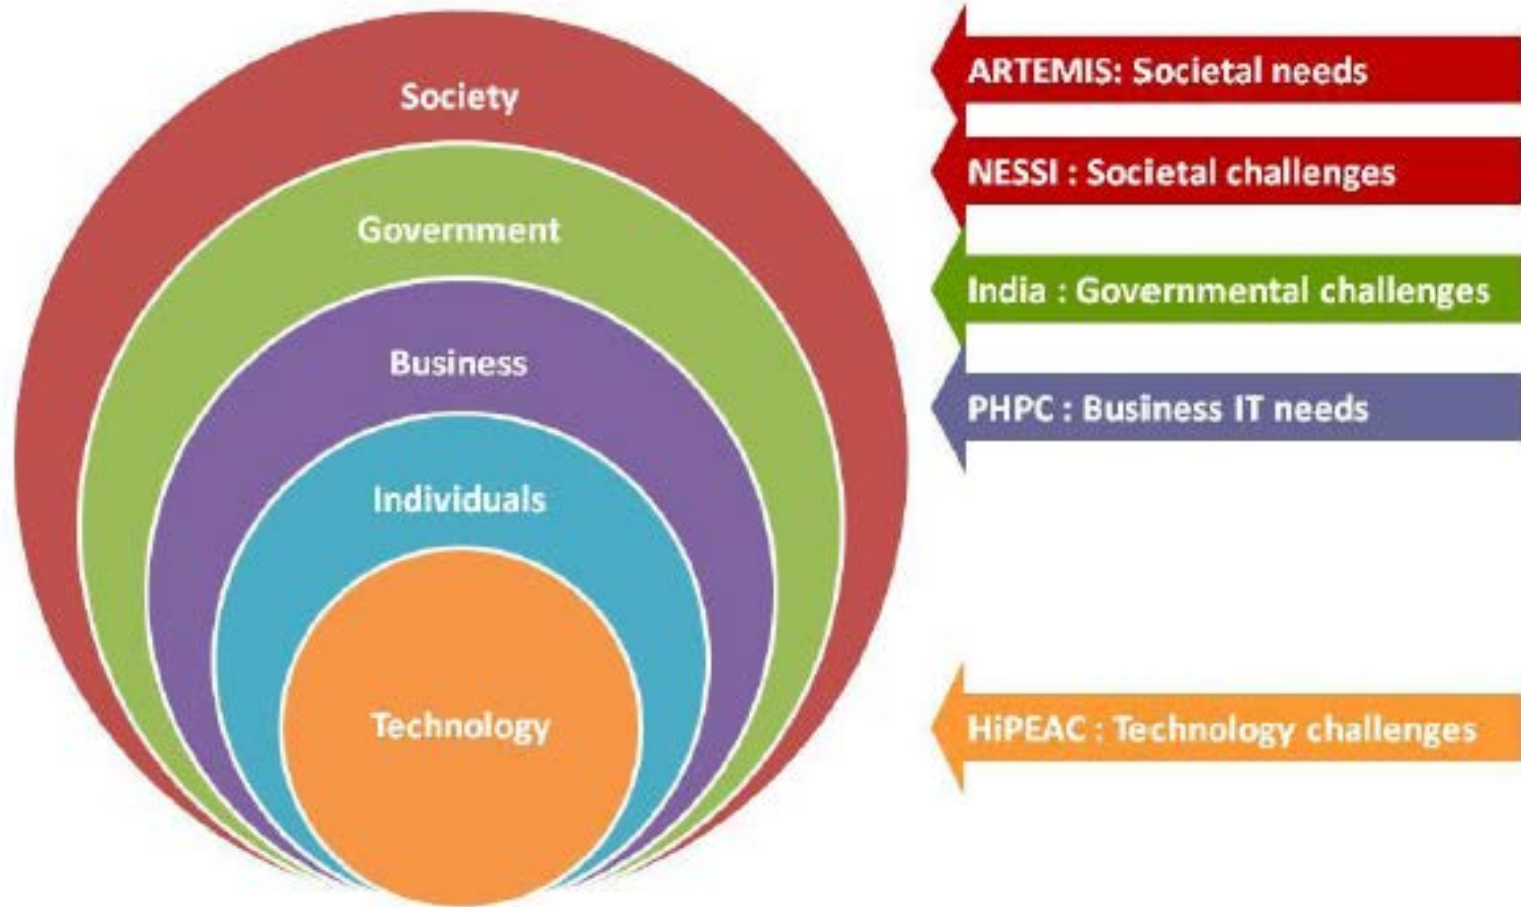 Society
Government
Business
Individuals
Technology
ARTEMIS: Societal needs
NESSI : Societal challenges
India : Governmental challenges
PHPC : Business IT needs
HiPEAC : Technology challenges